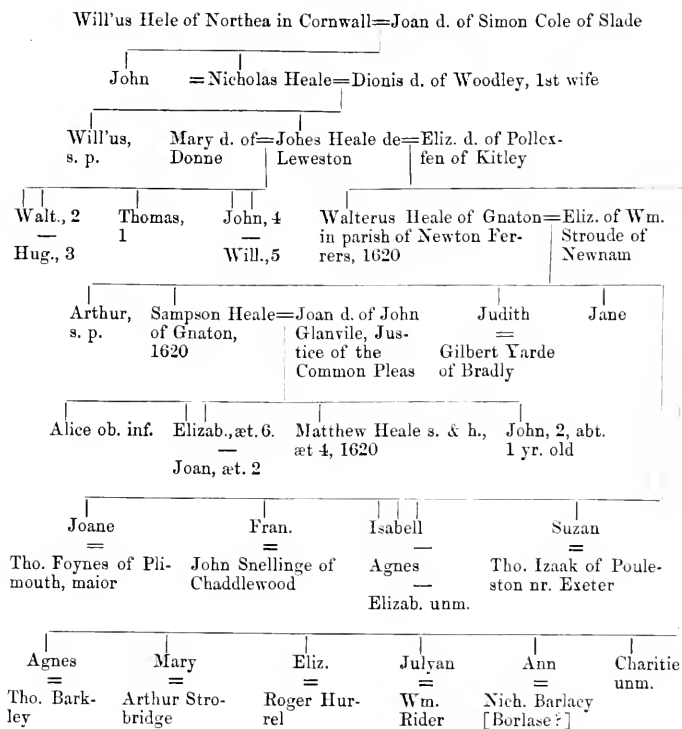 Will'us Hele of Northea in Cornwall=Joan d. of Simon Cole of Slade
John =Nicholas Heale=Dionis d. of Woodley, 1st wife
Will'us, Mary d. of=Johes Heale de=Eliz. d. of Pollex-
s. p. Donne Leweston fen of Kitley
Walt., 2 Thomas, John, 4 Walterus Heale of Gnaton=Eliz. of Wm.
— 1 — in parish of Newton Fer- Stroude of
Hug., 3 Will., 5 rers, 1620 Newnam
Arthur, Sampson Heale=Joan d. of John Judith Jane
s. p. of Gnaton, Glanvile, Jus- =
1620 tice of the Gilbert Yarde
Common Pleas of Bradly
Alice ob. inf. Elizab., æt. 6. Matthew Heale s. & h., John, 2, abt.
— æt 4, 1620 1 yr. old
Joan, æt. 2
Joane Fran. Isabell Suzan
= = — =
Tho. Foynes of Pli- John Snellinge of Agnes Tho. Izaak of Poule-
mouth, maior Chaddlewood — ston nr. Exeter
Elizab. unm.
Agnes Mary Eliz. Julyan Ann Charitie
= = = = = unm.
Tho. Bark- Arthur Stro- Roger Hur- Wm. Nich. Barlacy
ley bridge rel Rider [Borlase?]